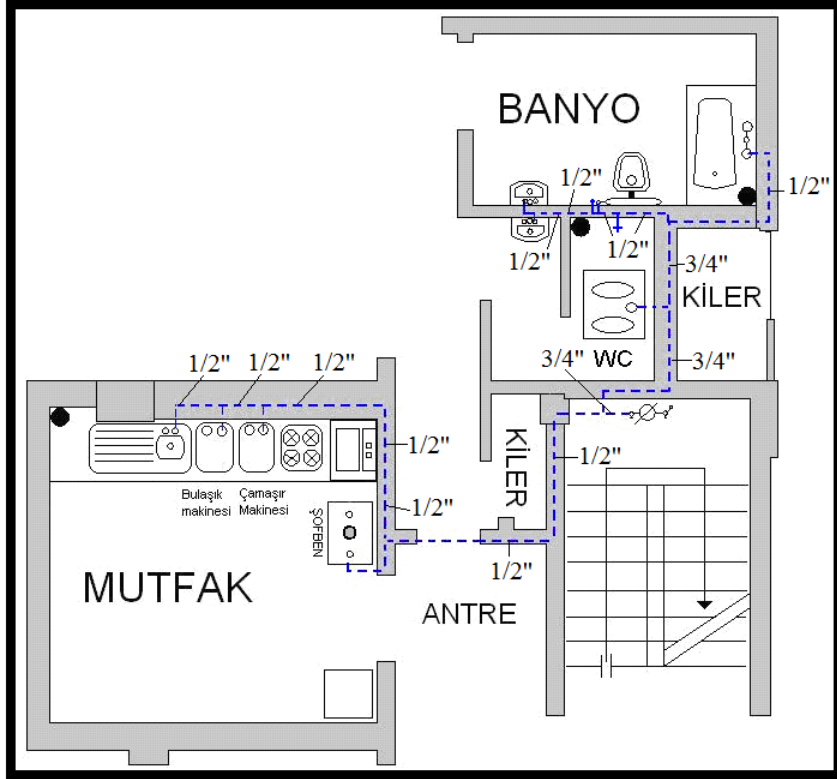 BANYO
1/2"
1/2"
1/2"
1/2"
3/4"
KİLER
WC
3/4"
3/4"
1/2"
1/2"
1/2"
KİLER
1/2"
1/2"
Bulaşık
makinesi
Çamaşır
Makinesi
1/2"
ŞOFBEN
1/2"
MUTFAK
ANTRE